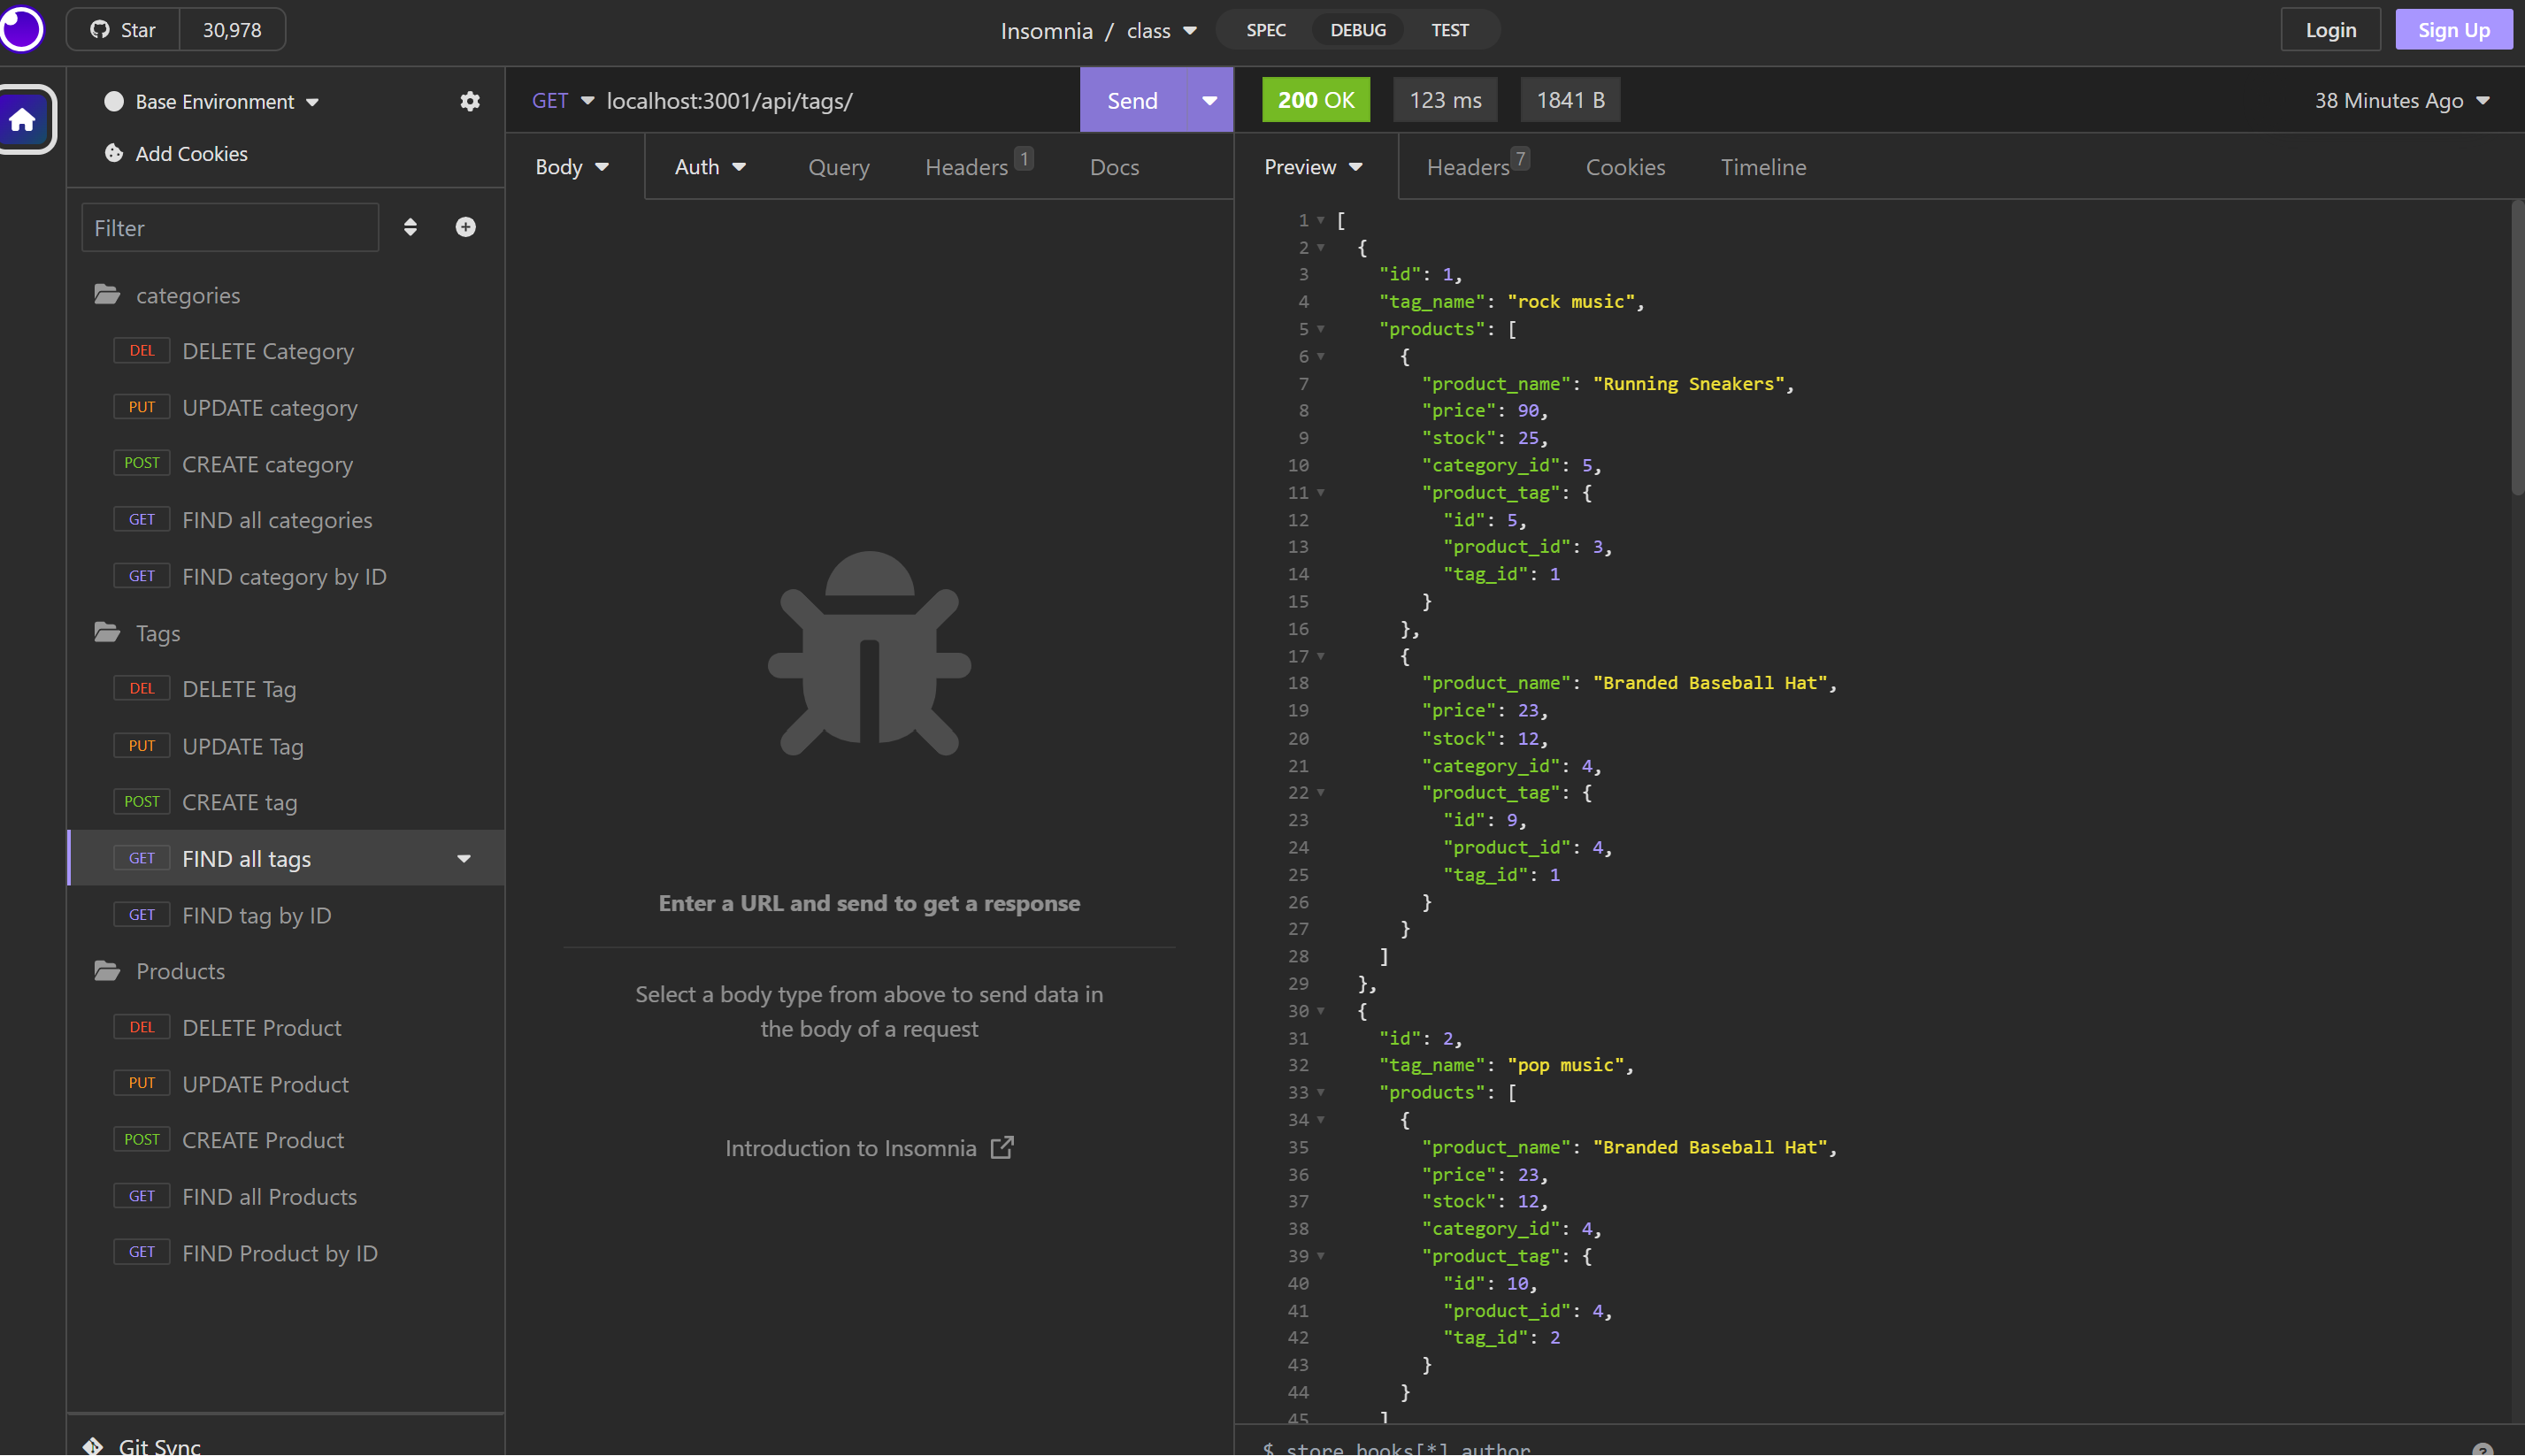 Star 30,978
Insomnia / class
SPEC DEBUG TEST
Login Sign Up
Base Environment
Add Cookies
Filter
categories
DEL DELETE Category
PUT UPDATE category
POST CREATE category
GET FIND all categories
GET FIND category by ID
Tags
DEL DELETE Tag
PUT UPDATE Tag
POST CREATE tag
GET FIND all tags
GET FIND tag by ID
Products
DEL DELETE Product
PUT UPDATE Product
POST CREATE Product
GET FIND all Products
GET FIND Product by ID
Git Sync
GET localhost:3001/api/tags/ Send
Body Auth Query Headers 1 Docs
Enter a URL and send to get a response
Select a body type from above to send data in
the body of a request
Introduction to Insomnia
200 OK 123 ms 1841 B 38 Minutes Ago
Preview Headers 7 Cookies Timeline
1 [
2 {
3 "id": 1,
4 "tag_name": "rock music",
5 "products": [
6 {
7 "product_name": "Running Sneakers",
8 "price": 90,
9 "stock": 25,
10 "category_id": 5,
11 "product_tag": {
12 "id": 5,
13 "product_id": 3,
14 "tag_id": 1
15 }
16 },
17 {
18 "product_name": "Branded Baseball Hat",
19 "price": 23,
20 "stock": 12,
21 "category_id": 4,
22 "product_tag": {
23 "id": 9,
24 "product_id": 4,
25 "tag_id": 1
26 }
27 }
28 ]
29 },
30 {
31 "id": 2,
32 "tag_name": "pop music",
33 "products": [
34 {
35 "product_name": "Branded Baseball Hat",
36 "price": 23,
37 "stock": 12,
38 "category_id": 4,
39 "product_tag": {
40 "id": 10,
41 "product_id": 4,
42 "tag_id": 2
43 }
44 }
45 ]
$.store.books[*].author